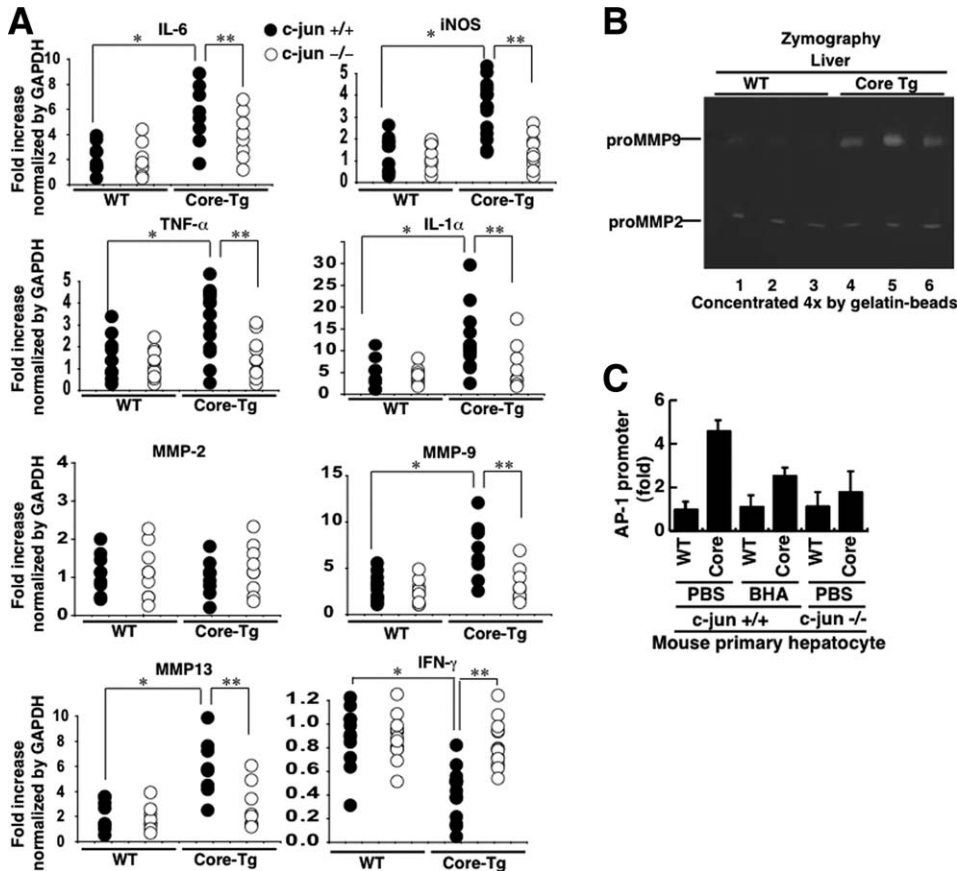 A
IL-6
c-jun +/+
c-jun –/–
iNOS
* **
* **
Fold increase
normalized by GAPDH
10
8
6
4
2
0
WT Core-Tg
6
5
4
3
2
1
0
WT Core-Tg
TNF-α
IL-1α
* **
* **
Fold increase
normalized by GAPDH
5
4
3
2
1
0
WT Core-Tg
30
25
20
15
10
5
0
WT Core-Tg
MMP-2
MMP-9
* **
Fold increase
normalized by GAPDH
4
3
2
1
0
WT Core-Tg
15
10
5
0
WT Core-Tg
MMP13
IFN-γ
* **
* **
Fold increase
normalized by GAPDH
10
8
6
4
2
0
WT Core-Tg
1.2
1.0
0.8
0.6
0.4
0.2
0.0
WT Core-Tg
B
Zymography
Liver
WT Core Tg
proMMP9
proMMP2
1 2 3 4 5 6
Concentrated 4x by gelatin-beads
C
AP-1 promoter
(fold)
6
4
2
0
WT Core WT Core WT Core
PBS BHA PBS
c-jun +/+ c-jun -/-
Mouse primary hepatocyte